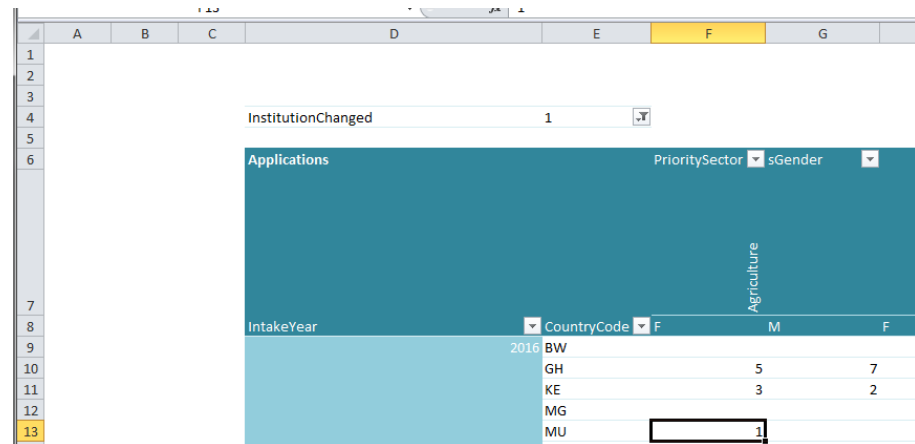 1
A B C D E F G
1
2
3
4 InstitutionChanged 1
5
6 Applications PrioritySector sGender
7 Agriculture
8 IntakeYear CountryCode F M F
9 2016 BW
10 GH 5 7
11 KE 3 2
12 MG
13 MU 1